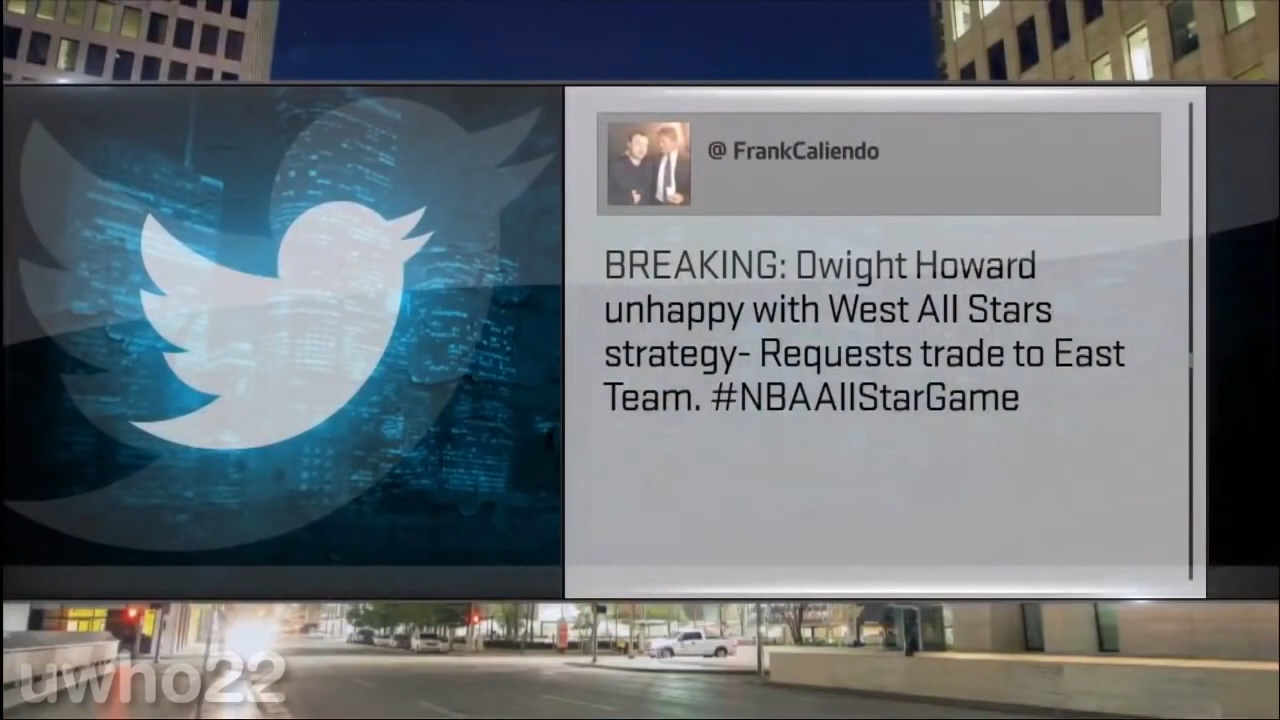 @ FrankCaliendo
BREAKING: Dwight Howard
unhappy with West All Stars
strategy- Requests trade to East
Team. #NBAAllStarGame
uwho22